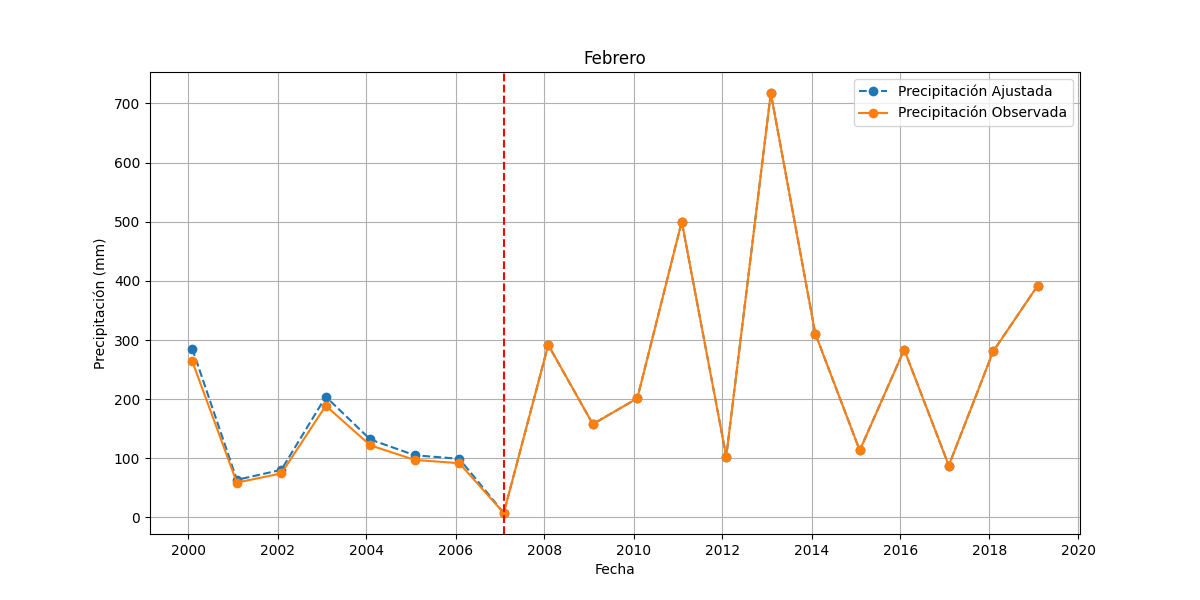 Febrero
Precipitación Ajustada
Precipitación Observada
Precipitación (mm)
700
600
500
400
300
200
100
0
2000 2002 2004 2006 2008 2010 2012 2014 2016 2018 2020
Fecha